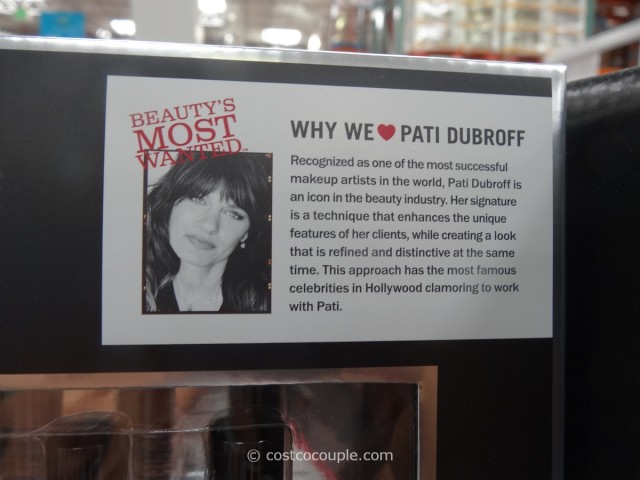 BEAUTY'S
MOST
WANTED™
WHY WE ❤ PATI DUBROFF
Recognized as one of the most successful
makeup artists in the world, Pati Dubroff is
an icon in the beauty industry. Her signature
is a technique that enhances the unique
features of her clients, while creating a look
that is refined and distinctive at the same
time. This approach has the most famous
celebrities in Hollywood clamoring to work
with Pati.
© costcocouple.com